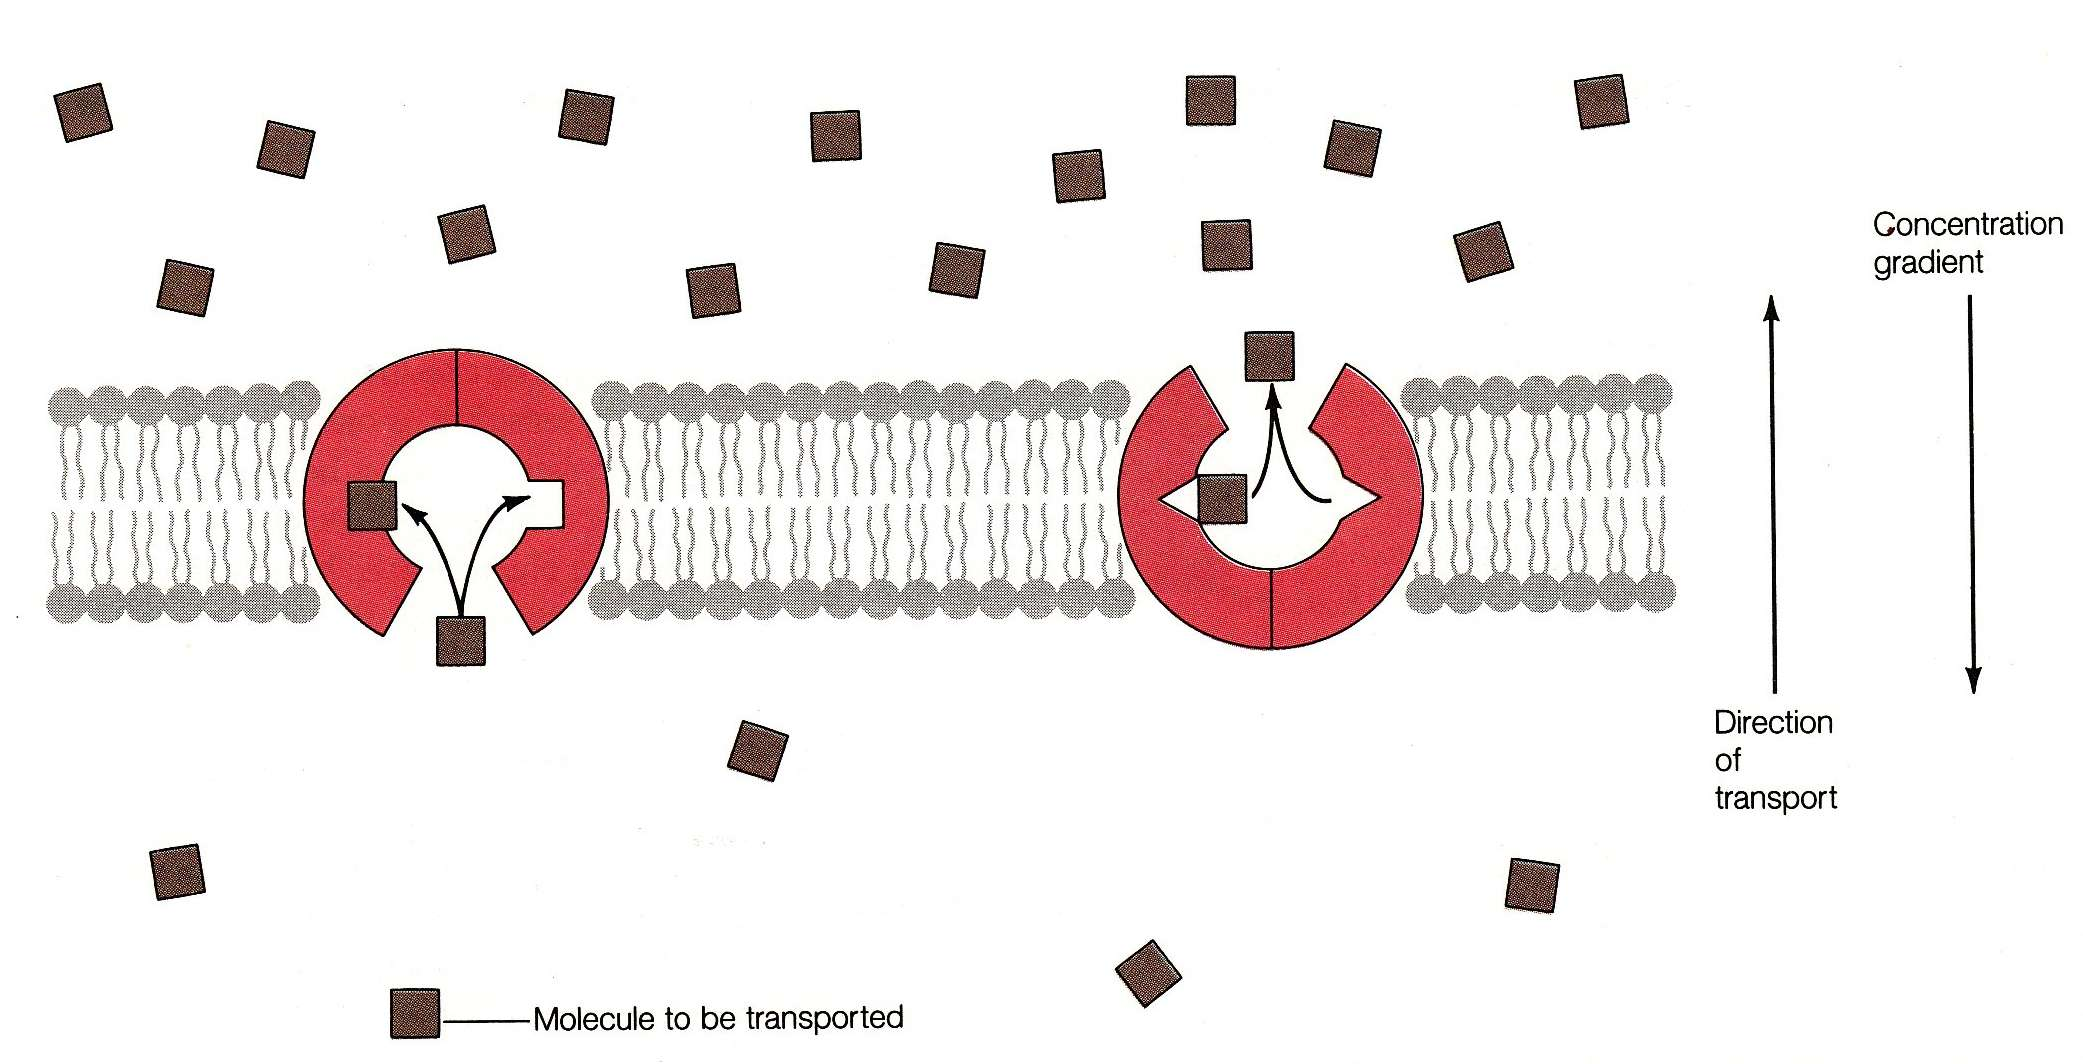 Concentration
gradient
Direction
of
transport
Molecule to be transported